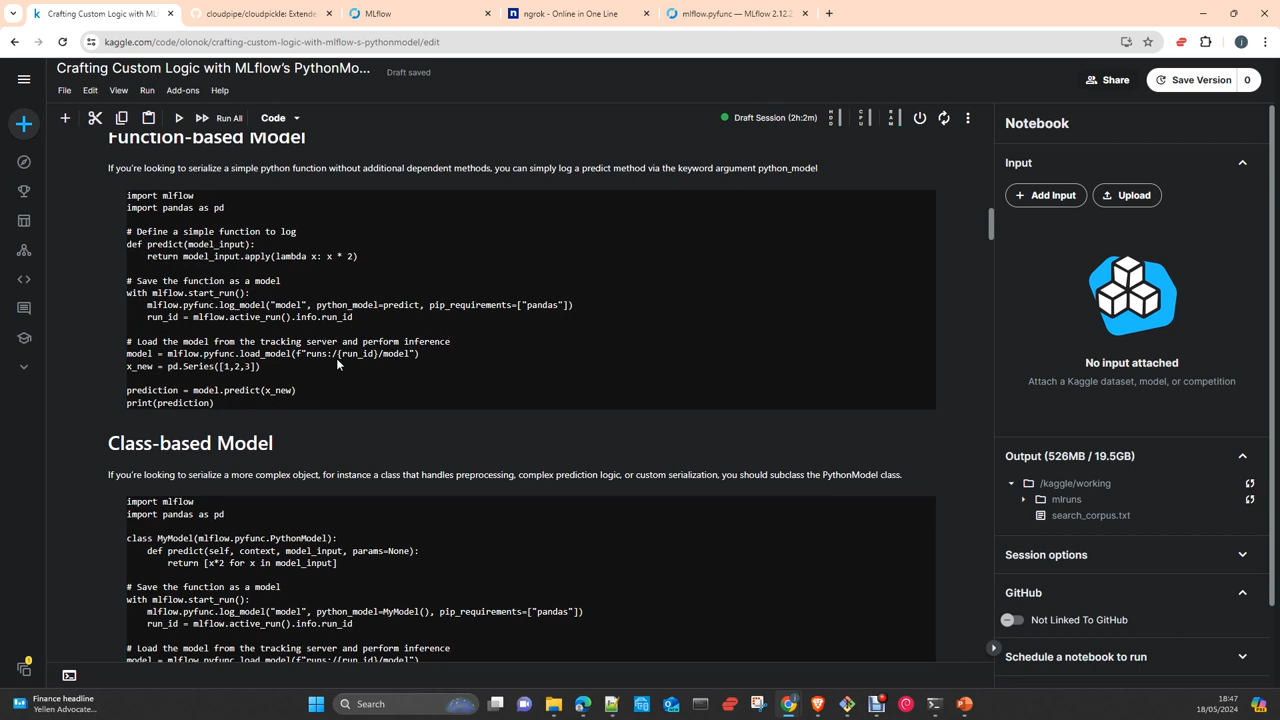 Crafting Custom Logic with ML
cloudpipe/cloudpickle: Extende
MLflow
ngrok - Online in One Line
mlflow.pyfunc — MLflow 2.12.2
kaggle.com/code/olonok/crafting-custom-logic-with-mlflow-s-pythonmodel/edit
Crafting Custom Logic with MLflow’s PythonMo...
Draft saved
Share
Save Version
0
File
Edit
View
Run
Add-ons
Help
Run All
Code
Draft Session (2h:2m)
HDD
CPU
RAM
Function-based Model
If you’re looking to serialize a simple python function without additional dependent methods, you can simply log a predict method via the keyword argument python_model
import mlflow
import pandas as pd
# Define a simple function to log
def predict(model_input):
return model_input.apply(lambda x: x * 2)
# Save the function as a model
with mlflow.start_run():
mlflow.pyfunc.log_model("model", python_model=predict, pip_requirements=["pandas"])
run_id = mlflow.active_run().info.run_id
# Load the model from the tracking server and perform inference
model = mlflow.pyfunc.load_model(f"runs:/{run_id}/model")
x_new = pd.Series([1,2,3])
prediction = model.predict(x_new)
print(prediction)
Class-based Model
If you’re looking to serialize a more complex object, for instance a class that handles preprocessing, complex prediction logic, or custom serialization, you should subclass the PythonModel class.
import mlflow
import pandas as pd
class MyModel(mlflow.pyfunc.PythonModel):
def predict(self, context, model_input, params=None):
return [x*2 for x in model_input]
# Save the function as a model
with mlflow.start_run():
mlflow.pyfunc.log_model("model", python_model=MyModel(), pip_requirements=["pandas"])
run_id = mlflow.active_run().info.run_id
# Load the model from the tracking server and perform inference
model = mlflow.pyfunc.load_model(f"runs:/{run_id}/model")
Notebook
Input
Add Input
Upload
No input attached
Attach a Kaggle dataset, model, or competition
Output (526MB / 19.5GB)
/kaggle/working
mlruns
search_corpus.txt
Session options
GitHub
Not Linked To GitHub
Schedule a notebook to run
Finance headline
Yellen Advocate...
Search
18:47
18/05/2024